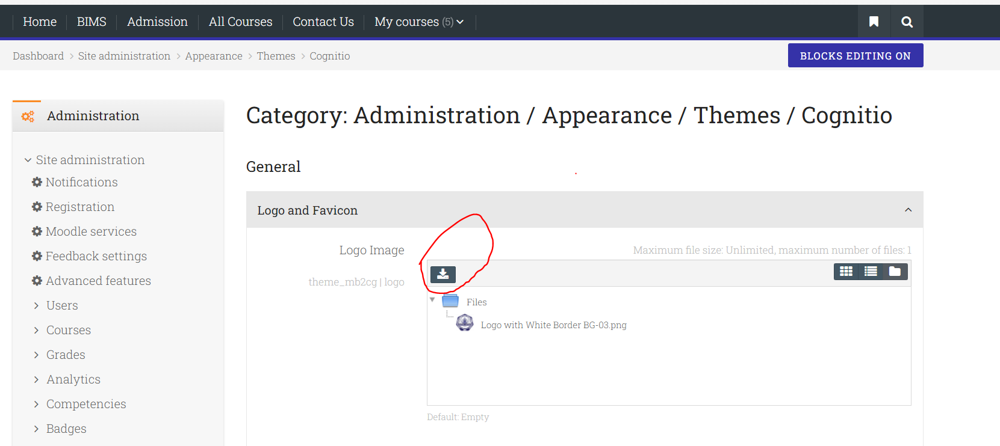 Home BIMS Admission All Courses Contact Us My courses (5)
Dashboard Site administration Appearance Themes Cognitio
BLOCKS EDITING ON
Administration
Site administration
Notifications
Registration
Moodle services
Feedback settings
Advanced features
Users
Courses
Grades
Analytics
Competencies
Badges
Category: Administration / Appearance / Themes / Cognitio
General
Logo and Favicon
Logo Image
theme_mb2cg | logo
Maximum file size: Unlimited, maximum number of files: 1
Files
Logo with White Border BG-03.png
Default: Empty